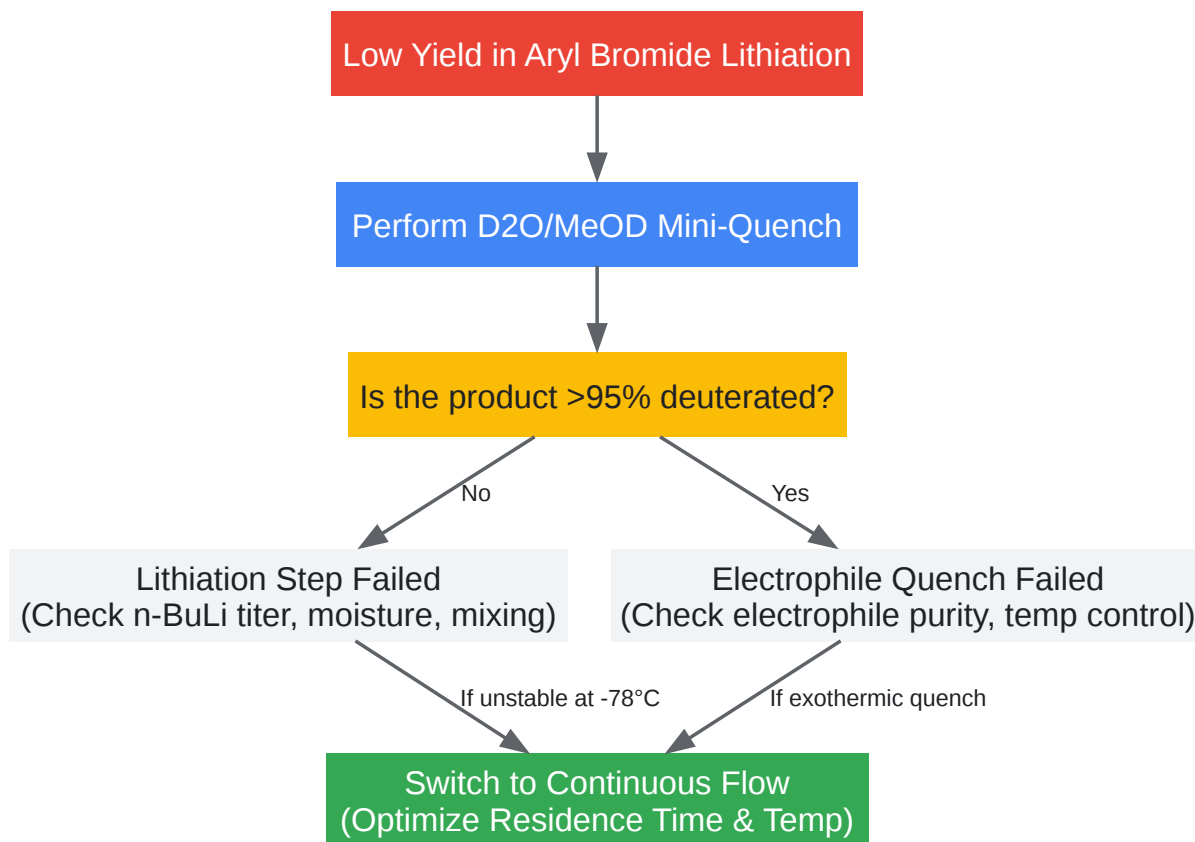 Low Yield in Aryl Bromide Lithiation
Perform D2O/MeOD Mini-Quench
Is the product >95% deuterated?
No
Yes
Lithiation Step Failed
(Check n-BuLi titer, moisture, mixing)
Electrophile Quench Failed
(Check electrophile purity, temp control)
If unstable at -78°C
If exothermic quench
Switch to Continuous Flow
(Optimize Residence Time & Temp)